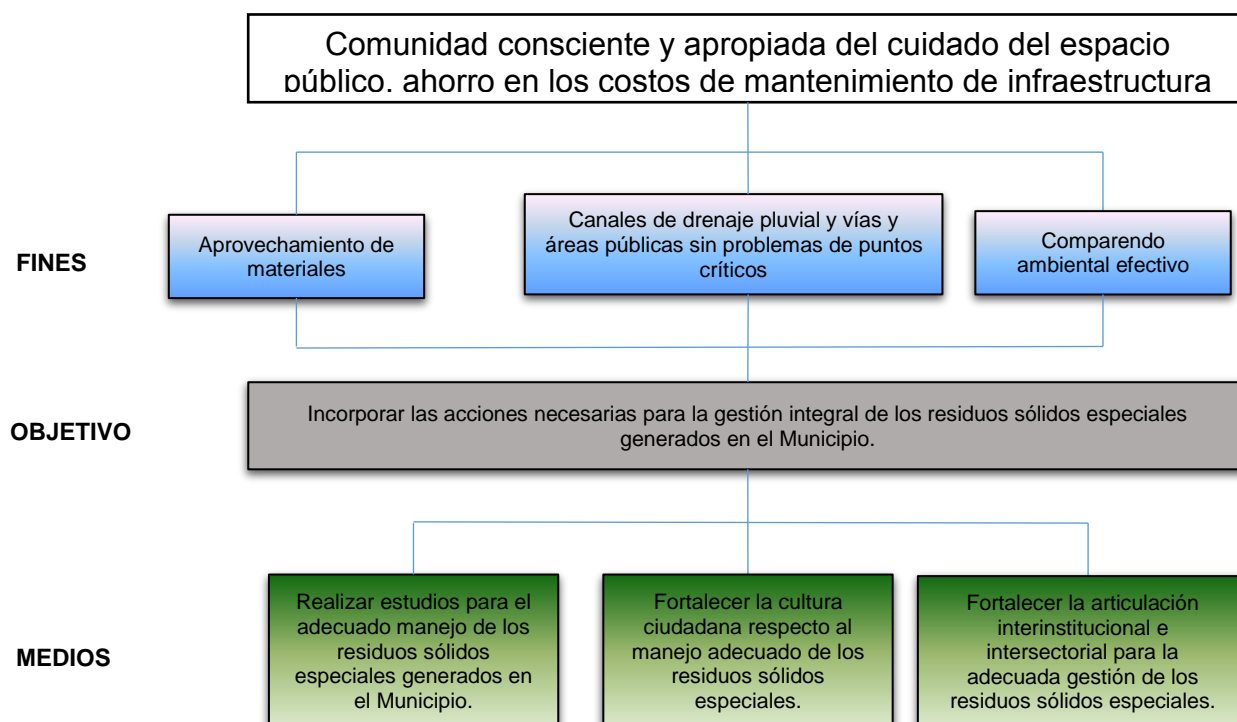 Comunidad consciente y apropiada del cuidado del espacio
público, ahorro en los costos de mantenimiento de infraestructura
FINES
Aprovechamiento de
materiales
Canales de drenaje pluvial y vías y
áreas públicas sin problemas de puntos
críticos
Comparendo
ambiental efectivo
OBJETIVO
Incorporar las acciones necesarias para la gestión integral de los residuos sólidos especiales
generados en el Municipio.
MEDIOS
Realizar estudios para el
adecuado manejo de los
residuos sólidos
especiales generados en
el Municipio.
Fortalecer la cultura
ciudadana respecto al
manejo adecuado de los
residuos sólidos
especiales.
Fortalecer la articulación
interinstitucional e
intersectorial para la
adecuada gestión de los
residuos sólidos especiales.